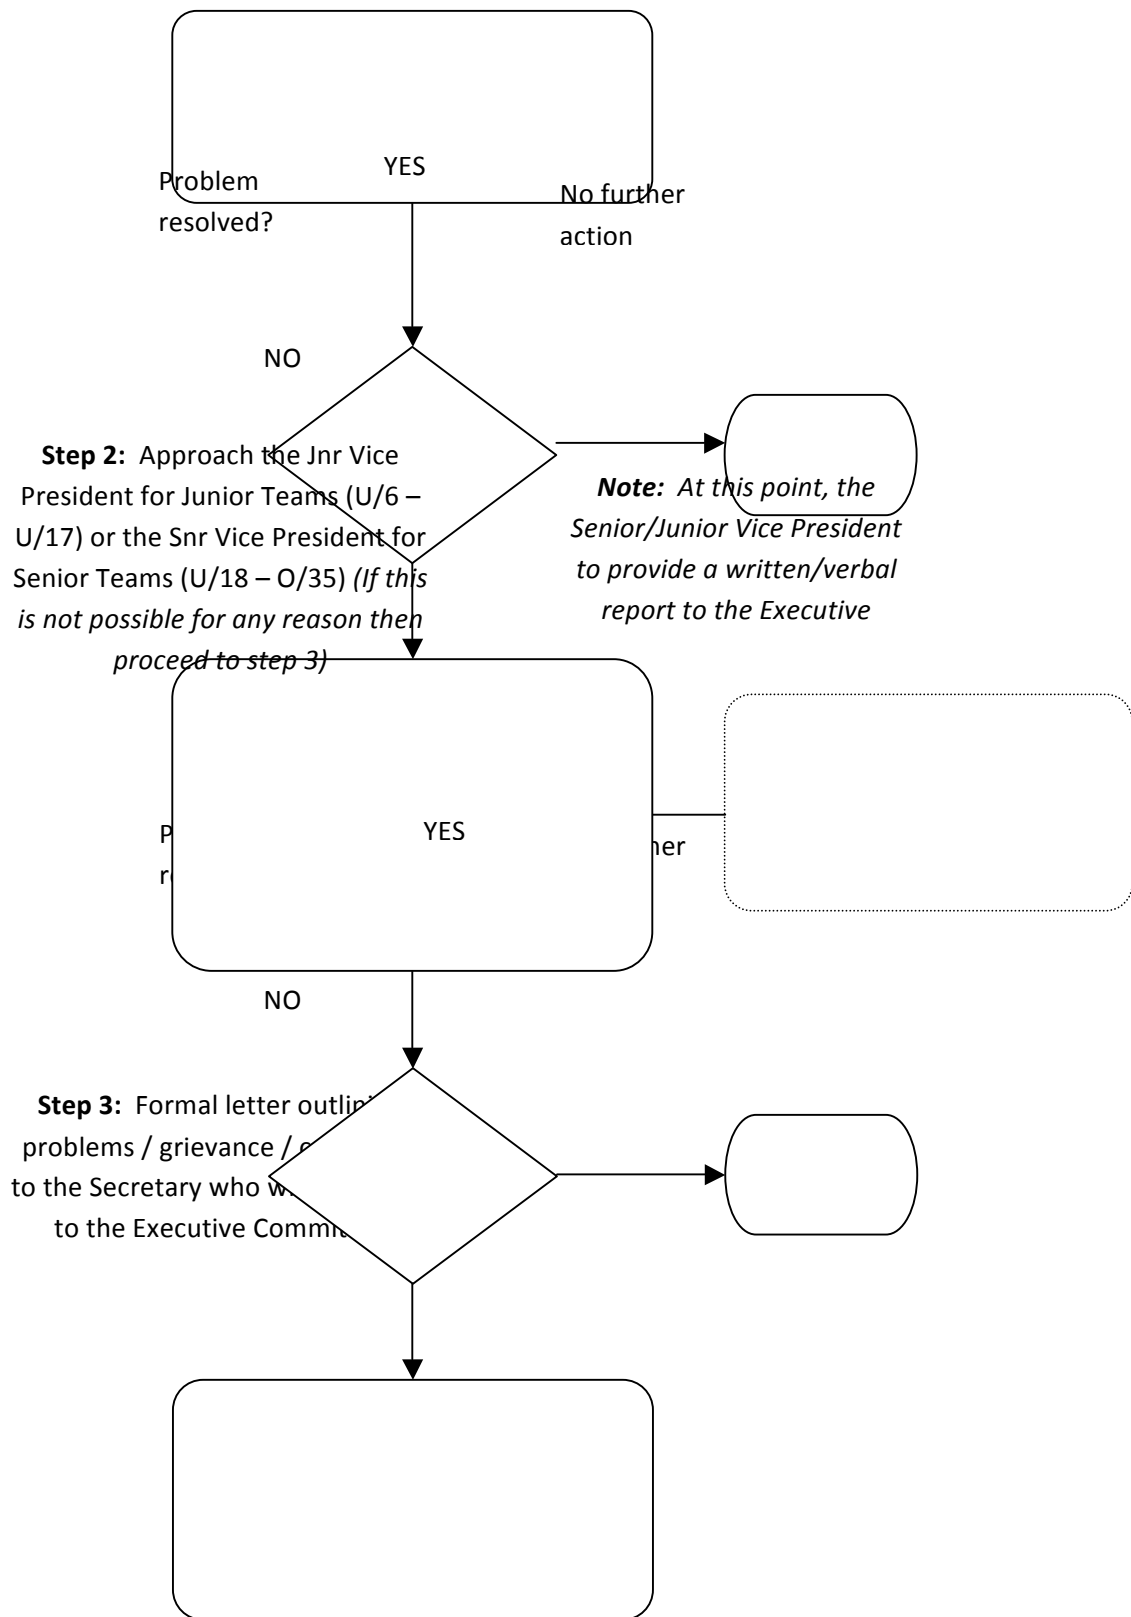 YES
Problem
resolved?
No further
action
NO
Step 2: Approach the Jnr Vice
President for Junior Teams (U/6 –
U/17) or the Snr Vice President for
Senior Teams (U/18 – O/35) (If this
is not possible for any reason then
proceed to step 3)
Note: At this point, the
Senior/Junior Vice President
to provide a written/verbal
report to the Executive
YES
NO
Step 3: Formal letter
problems / grievance /
to the Secretary who
to the Executive